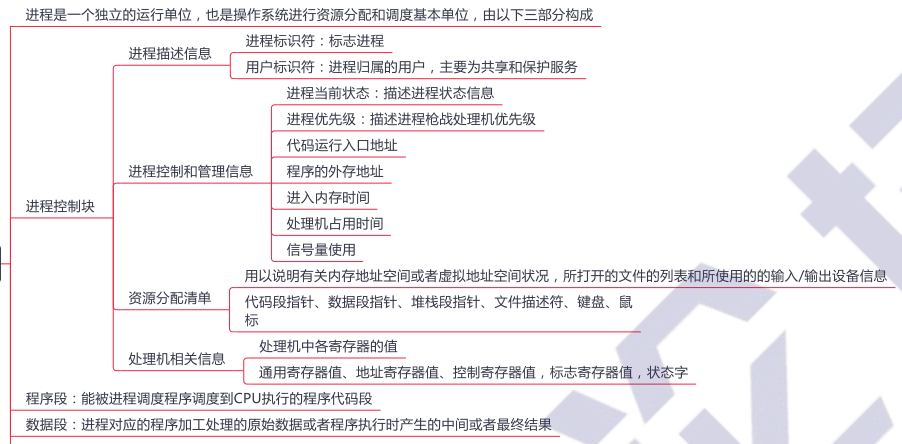 进程是一个独立的运行单位，也是操作系统进行资源分配和调度基本单位，由以下三部分构成
进程控制块
进程描述信息
进程标识符：标志进程
用户标识符：进程归属的用户，主要为共享和保护服务
进程控制和管理信息
进程当前状态：描述进程状态信息
进程优先级：描述进程枪战处理机优先级
代码运行入口地址
程序的外存地址
进入内存时间
处理机占用时间
信号量使用
资源分配清单
用以说明有关内存地址空间或者虚拟地址空间状况，所打开的文件的列表和所使用的的输入/输出设备信息
代码段指针、数据段指针、堆栈段指针、文件描述符、键盘、鼠
标
处理机相关信息
处理机中各寄存器的值
通用寄存器值、地址寄存器值、控制寄存器值，标志寄存器值，状态字
程序段：能被进程调度程序调度到CPU执行的程序代码段
数据段：进程对应的程序加工处理的原始数据或者程序执行时产生的中间或者最终结果